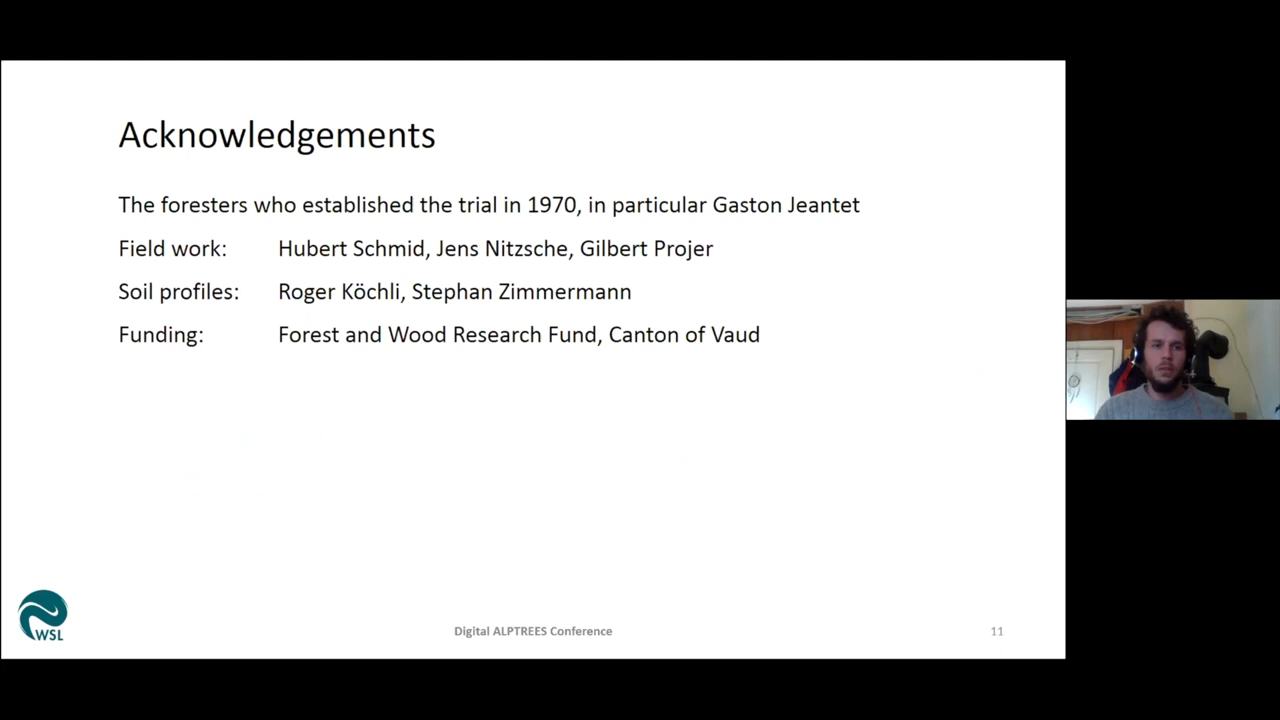 Acknowledgements
The foresters who established the trial in 1970, in particular Gaston Jeantet
Field work: Hubert Schmid, Jens Nitzsche, Gilbert Projer
Soil profiles: Roger Köchli, Stephan Zimmermann
Funding: Forest and Wood Research Fund, Canton of Vaud
WSL
Digital ALPTREES Conference
11